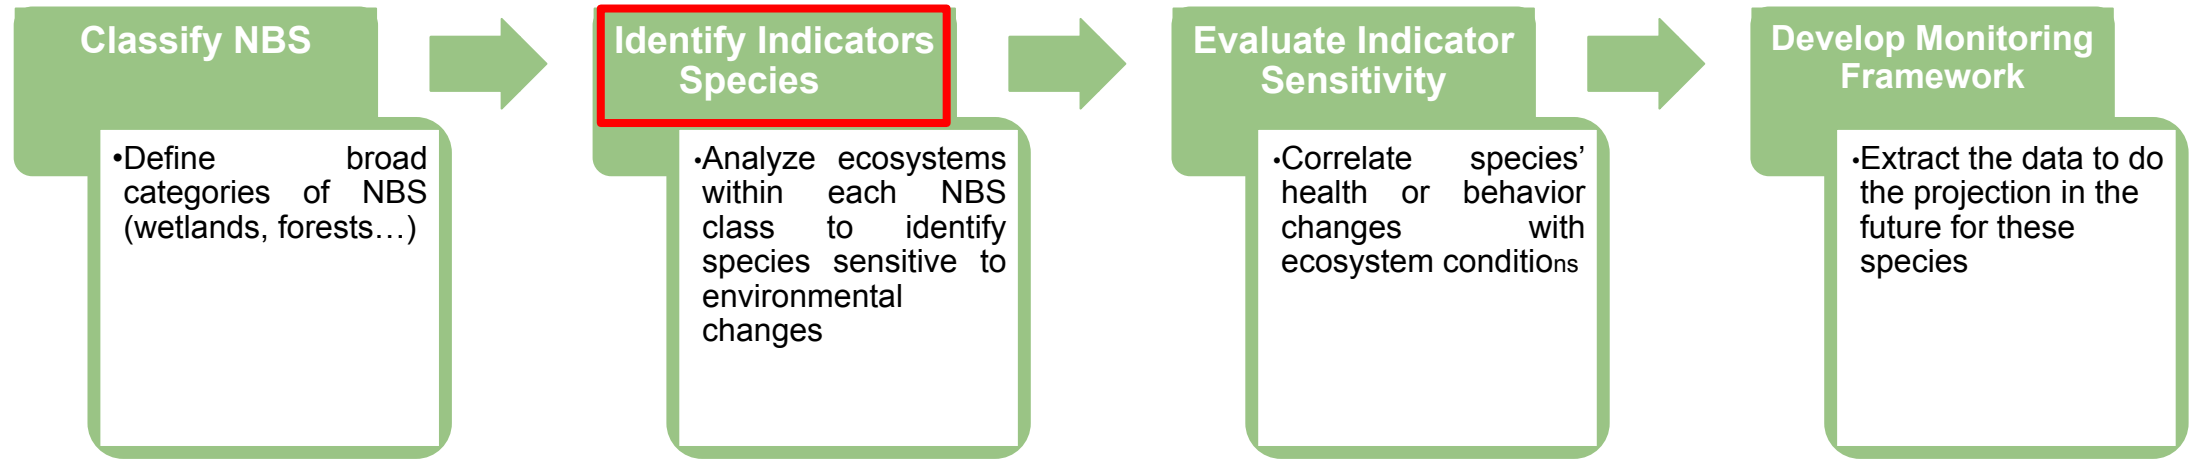 Classify NBS
•Define broad
categories of NBS
(wetlands, forests…)
Identify Indicators
Species
•Analyze ecosystems
within each NBS
class to identify
species sensitive to
environmental
changes
Evaluate Indicator
Sensitivity
•Correlate species’
health or behavior
changes with
ecosystem conditions
Develop Monitoring
Framework
•Extract the data to do
the projection in the
future for these
species